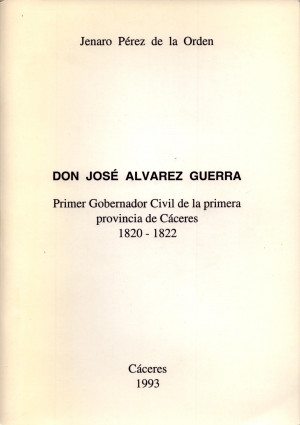 Jenaro Pérez de la Orden
DON JOSÉ ALVAREZ GUERRA
Primer Gobernador Civil de la primera
provincia de Cáceres
1820 - 1822
Cáceres
1993